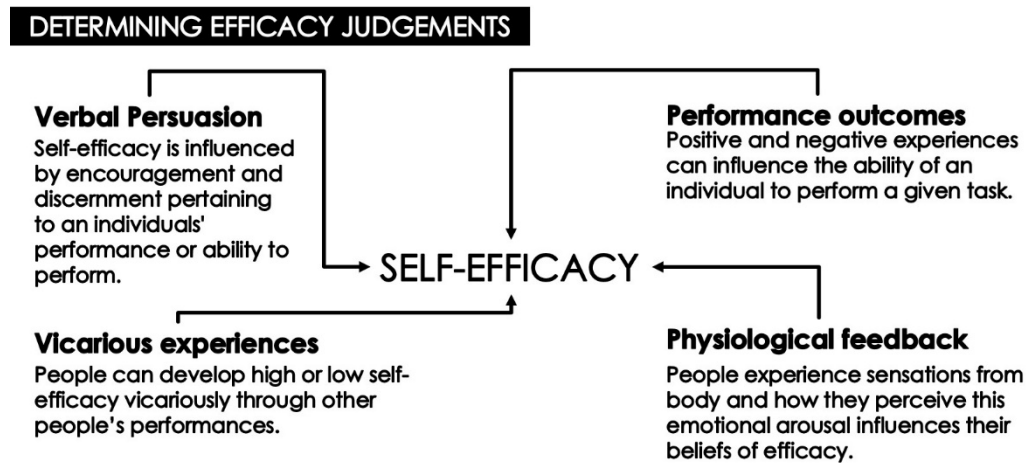 DETERMINING EFFICACY JUDGEMENTS
Verbal Persuasion
Self-efficacy is influenced
by encouragement and
discernment pertaining
to an individuals'
performance or ability to
perform.
Performance outcomes
Positive and negative experiences
can influence the ability of an
individual to perform a given task.
SELF-EFFICACY
Vicarious experiences
People can develop high or low self-
efficacy vicariously through other
people's performances.
Physiological feedback
People experience sensations from
body and how they perceive this
emotional arousal influences their
beliefs of efficacy.